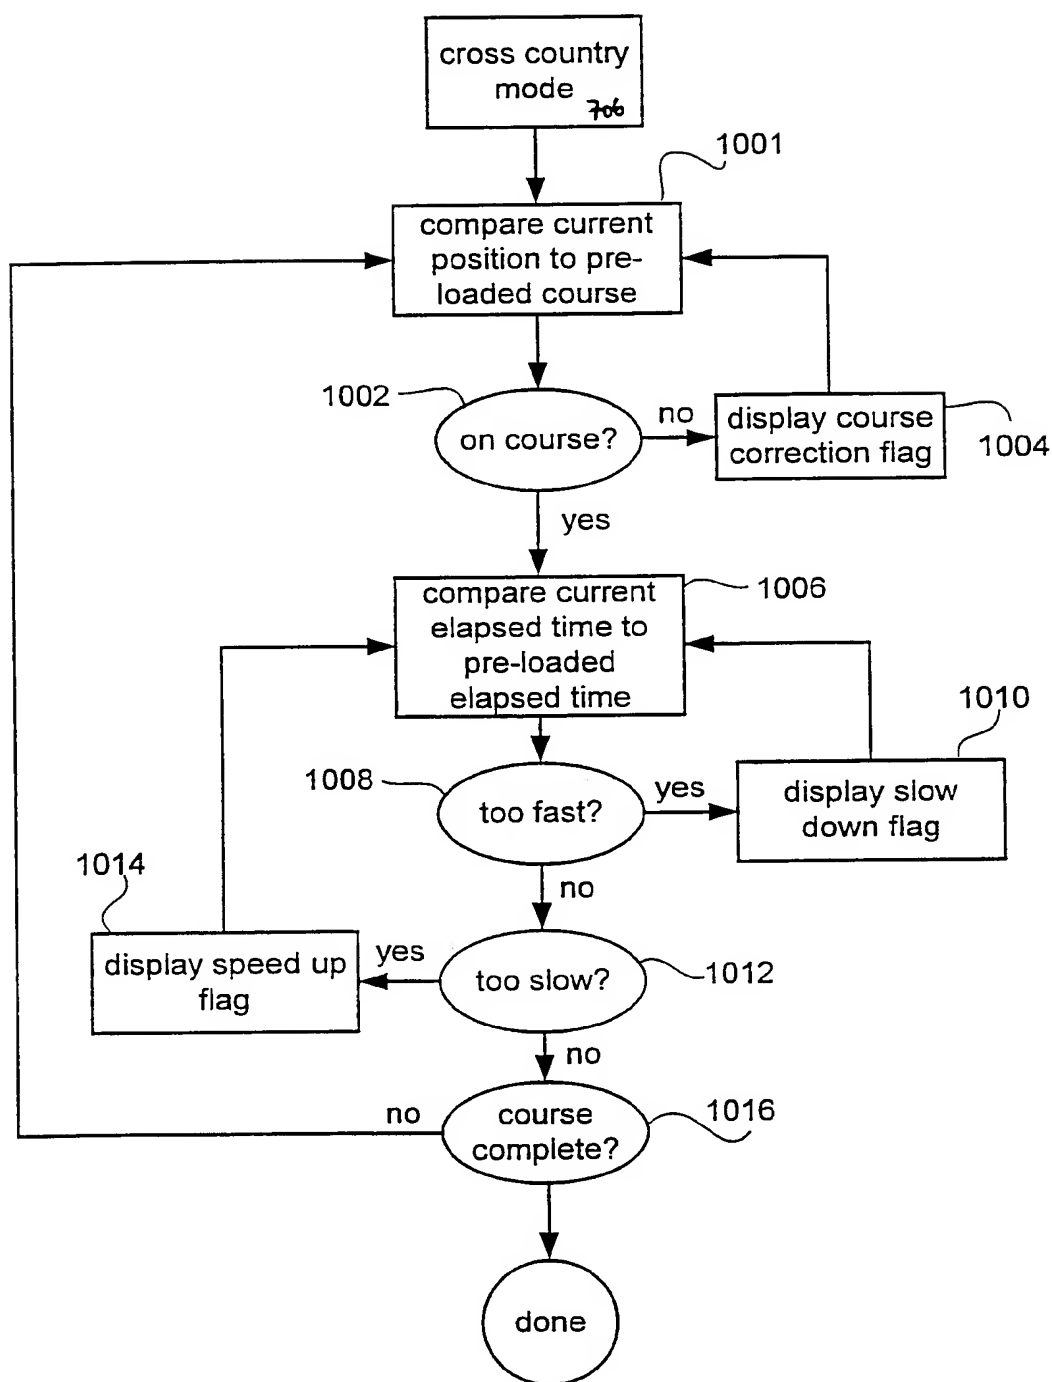 cross country
mode
706
1001
compare current
position to pre-
loaded course
1002
on course?
no
display course
correction flag
1004
yes
compare current
elapsed time to
pre-loaded
elapsed time
1006
1010
1008
too fast?
yes
display slow
down flag
no
1014
display speed up
flag
yes
too slow?
1012
no
no
course
complete?
1016
done